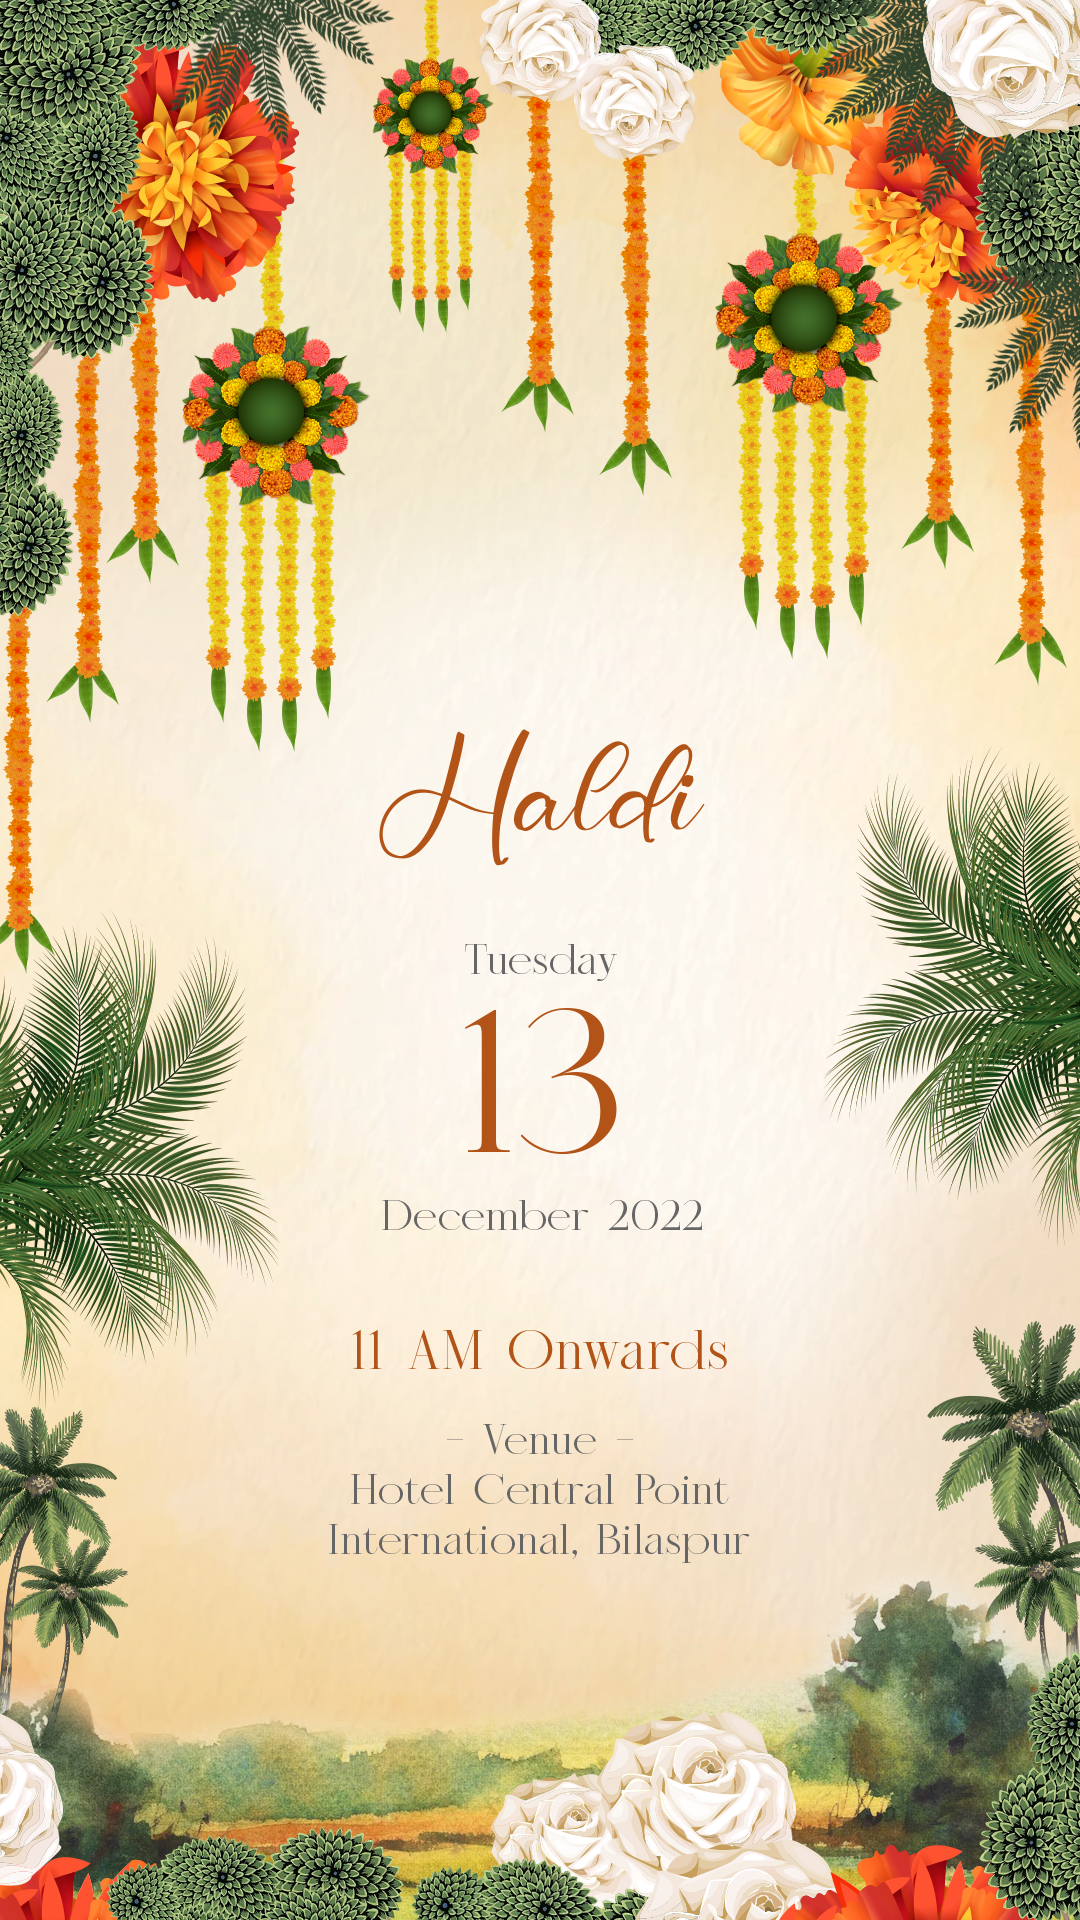 Haldi
Tuesday
13
December 2022
11 AM Onwards
- Venue -
Hotel Central Point
International, Bilaspur